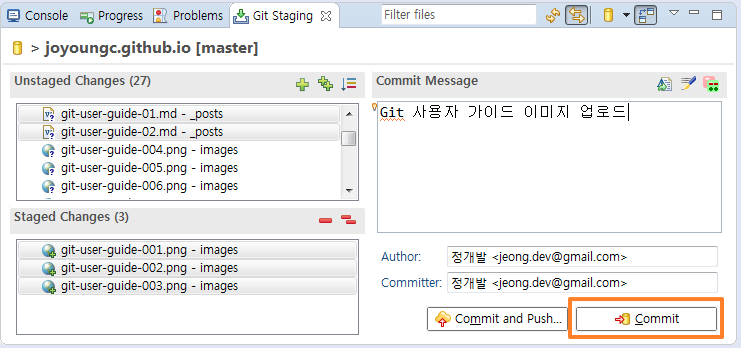 Console Progress Problems Git Staging Filter files
> joyoungc.github.io [master]
Unstaged Changes (27)
git-user-guide-01.md - _posts
git-user-guide-02.md - _posts
git-user-guide-004.png - images
git-user-guide-005.png - images
git-user-guide-006.png - images
Staged Changes (3)
git-user-guide-001.png - images
git-user-guide-002.png - images
git-user-guide-003.png - images
Commit Message
Git 사용자 가이드 이미지 업로드
Author: 정개발 <jeong.dev@gmail.com>
Committer: 정개발 <jeong.dev@gmail.com>
Commit and Push... Commit